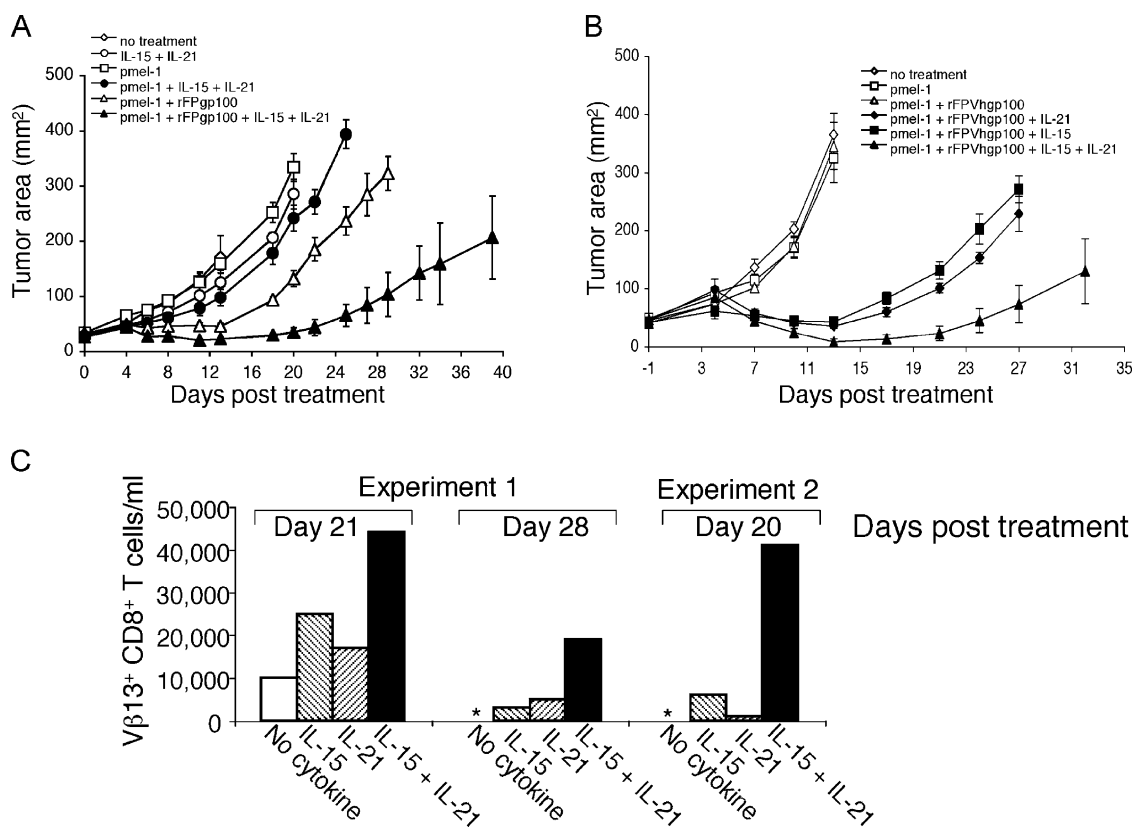 A
no treatment
IL-15 + IL-21
pmel-1
pmel-1 + IL-15 + IL-21
pmel-1 + rFPgp100
pmel-1 + rFPgp100 + IL-15 + IL-21
500
400
300
200
100
0
Tumor area (mm²)
0 4 8 12 16 20 24 28 32 36 40
Days post treatment
B
no treatment
pmel-1
pmel-1 + rFPVhgp100
pmel-1 + rFPVhgp100 + IL-21
pmel-1 + rFPVhgp100 + IL-15
pmel-1 + rFPVhgp100 + IL-15 + IL-21
500
400
300
200
100
0
Tumor area (mm²)
-1 3 7 11 15 19 23 27 31 35
Days post treatment
C
Experiment 1 Experiment 2
Day 21 Day 28 Day 20 Days post treatment
50,000
40,000
30,000
20,000
10,000
0
Vβ13⁺ CD8⁺ T cells/ml
* *
No cytokine
IL-15
IL-21
IL-15 + IL-21
No cytokine
IL-15
IL-21
IL-15 + IL-21
No cytokine
IL-15
IL-21
IL-15 + IL-21